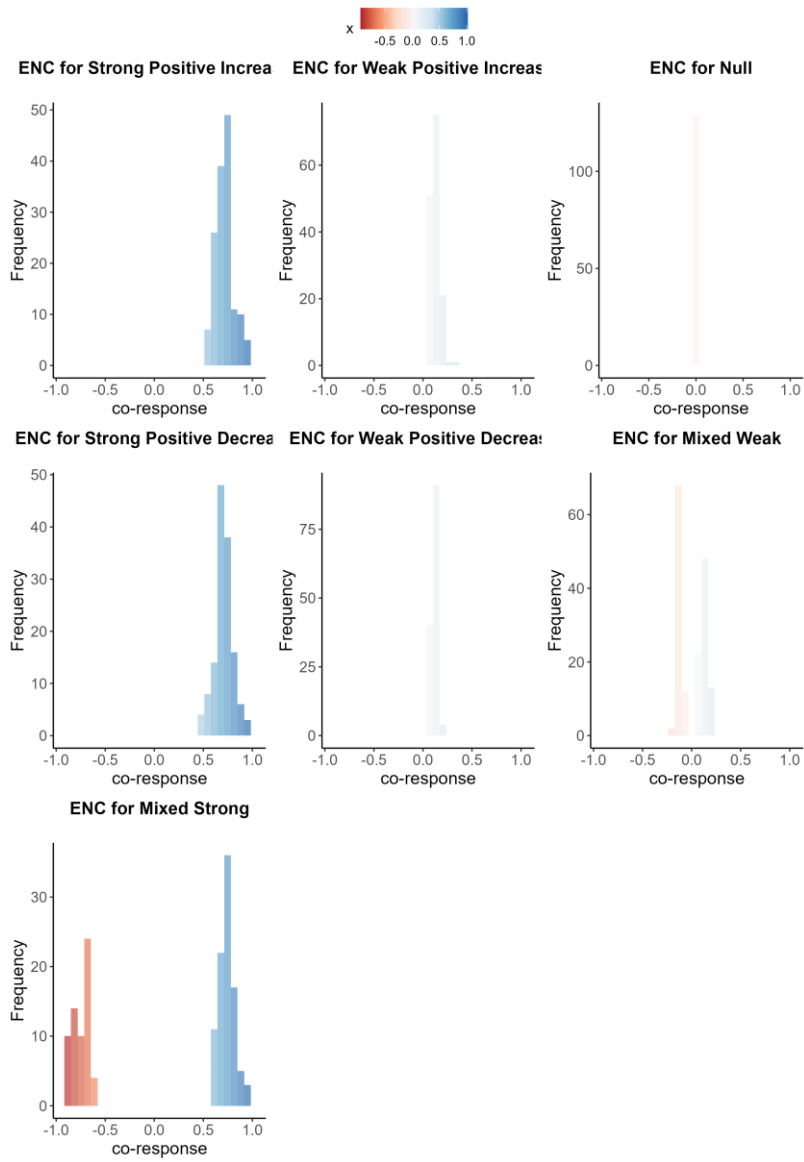 x
-0.5 0.0 0.5 1.0
ENC for Strong Positive Increa
ENC for Weak Positive Increas
ENC for Null
50
40
30
20
10
0
Frequency
-1.0 -0.5 0.0 0.5 1.0
co-response
60
40
20
0
Frequency
-1.0 -0.5 0.0 0.5 1.0
co-response
100
50
0
Frequency
-1.0 -0.5 0.0 0.5 1.0
co-response
ENC for Strong Positive Decrea
ENC for Weak Positive Decreas
ENC for Mixed Weak
50
40
30
20
10
0
Frequency
-1.0 -0.5 0.0 0.5 1.0
co-response
75
50
25
0
Frequency
-1.0 -0.5 0.0 0.5 1.0
co-response
60
40
20
0
Frequency
-1.0 -0.5 0.0 0.5 1.0
co-response
ENC for Mixed Strong
30
20
10
0
Frequency
-1.0 -0.5 0.0 0.5 1.0
co-response